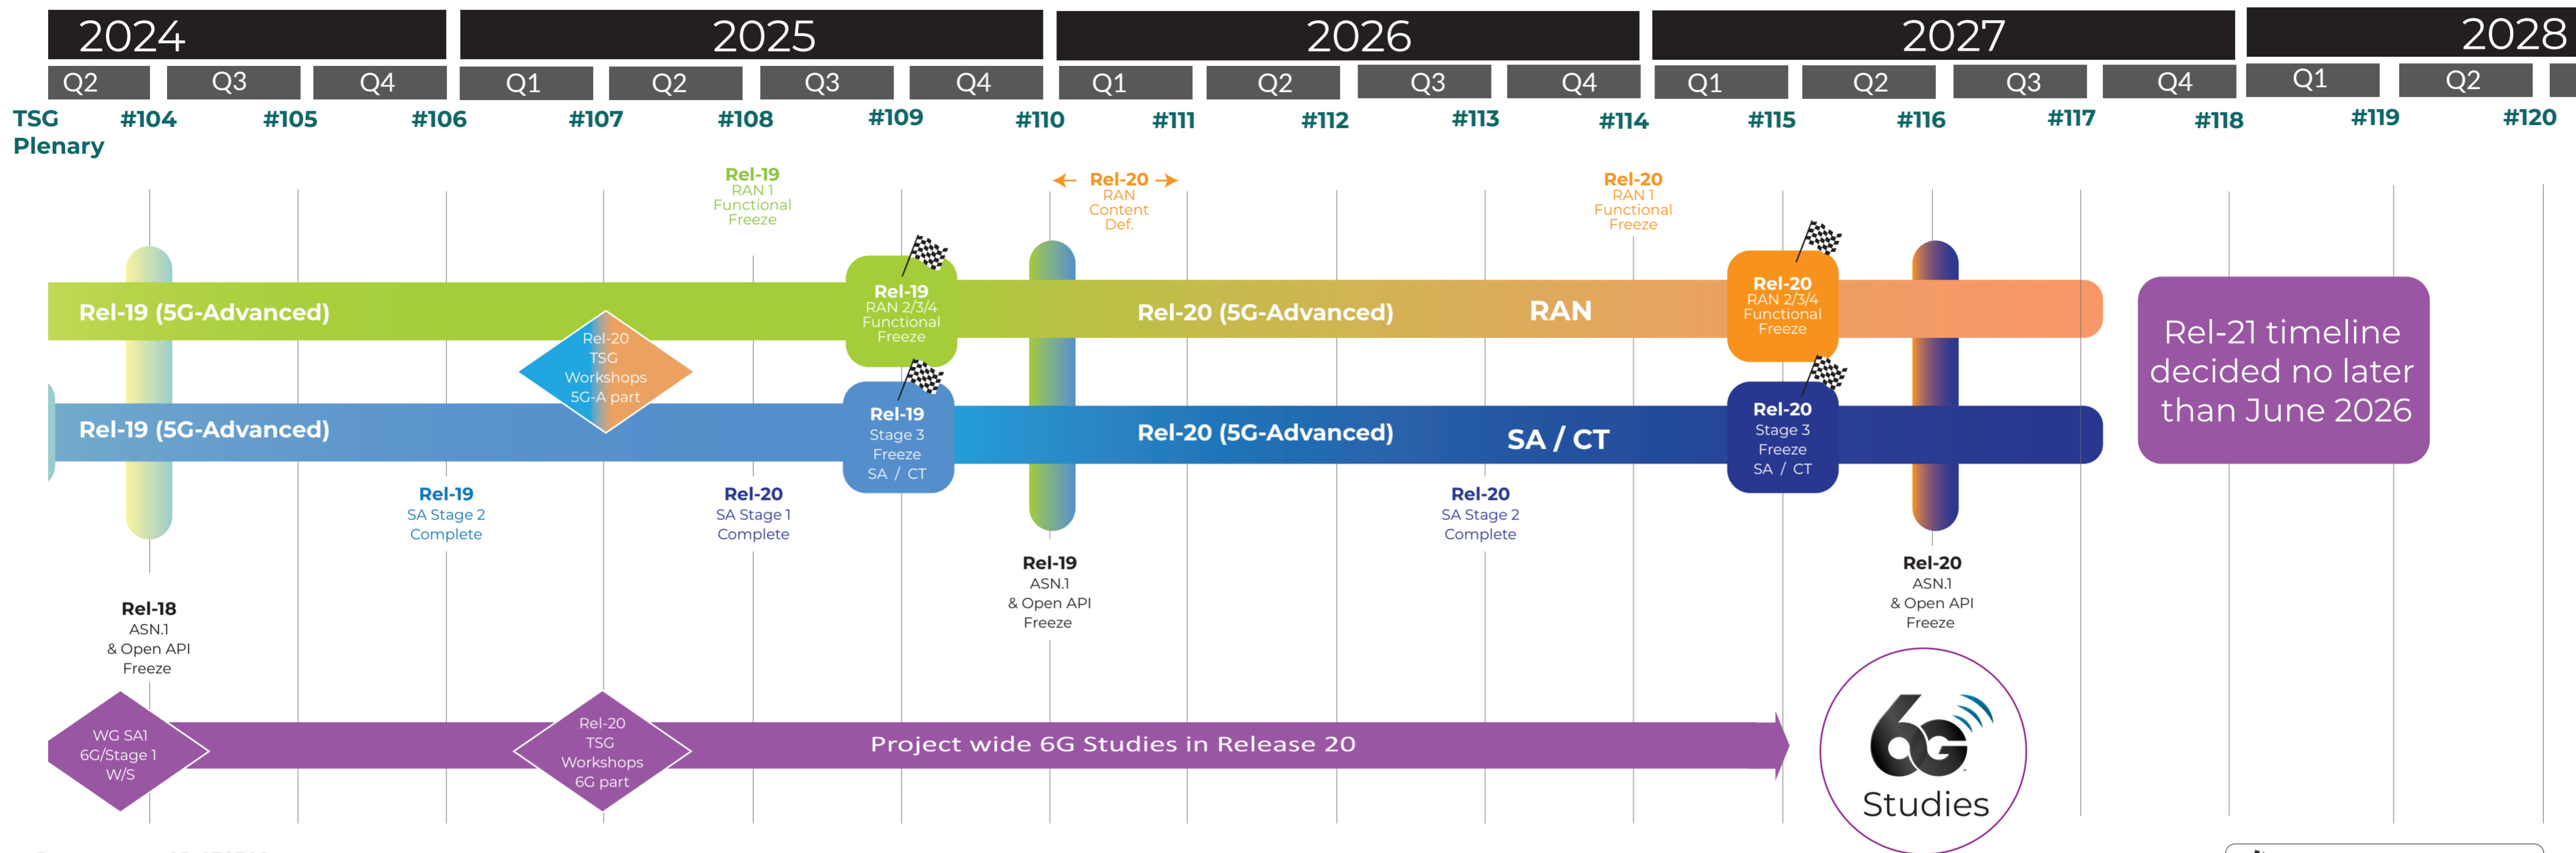 2024
2025
2026
2027
2028
Q2
Q3
Q4
Q1
Q2
Q3
Q4
Q1
Q2
Q3
Q4
Q1
Q2
Q3
Q4
Q1
Q2
TSG
Plenary
#104
#105
#106
#107
#108
#109
#110
#111
#112
#113
#114
#115
#116
#117
#118
#119
#120
Rel-19
RAN 1
Functional
Freeze
Rel-20
RAN
Content
Def.
Rel-20
RAN 1
Functional
Freeze
Rel-19 (5G-Advanced)
Rel-19
RAN 2/3/4
Functional
Freeze
Rel-20 (5G-Advanced)
RAN
Rel-20
RAN 2/3/4
Functional
Freeze
Rel-20
TSG
Workshops
5G-A part
Rel-21 timeline
decided no later
than June 2026
Rel-19 (5G-Advanced)
Rel-19
Stage 3
Freeze
SA / CT
Rel-20 (5G-Advanced)
SA / CT
Rel-20
Stage 3
Freeze
SA / CT
Rel-19
SA Stage 2
Complete
Rel-20
SA Stage 1
Complete
Rel-20
SA Stage 2
Complete
Rel-18
ASN.1
& Open API
Freeze
Rel-19
ASN.1
& Open API
Freeze
Rel-20
ASN.1
& Open API
Freeze
WG SA1
6G/Stage 1
W/S
Rel-20
TSG
Workshops
6G part
Project wide 6G Studies in Release 20
6G
Studies